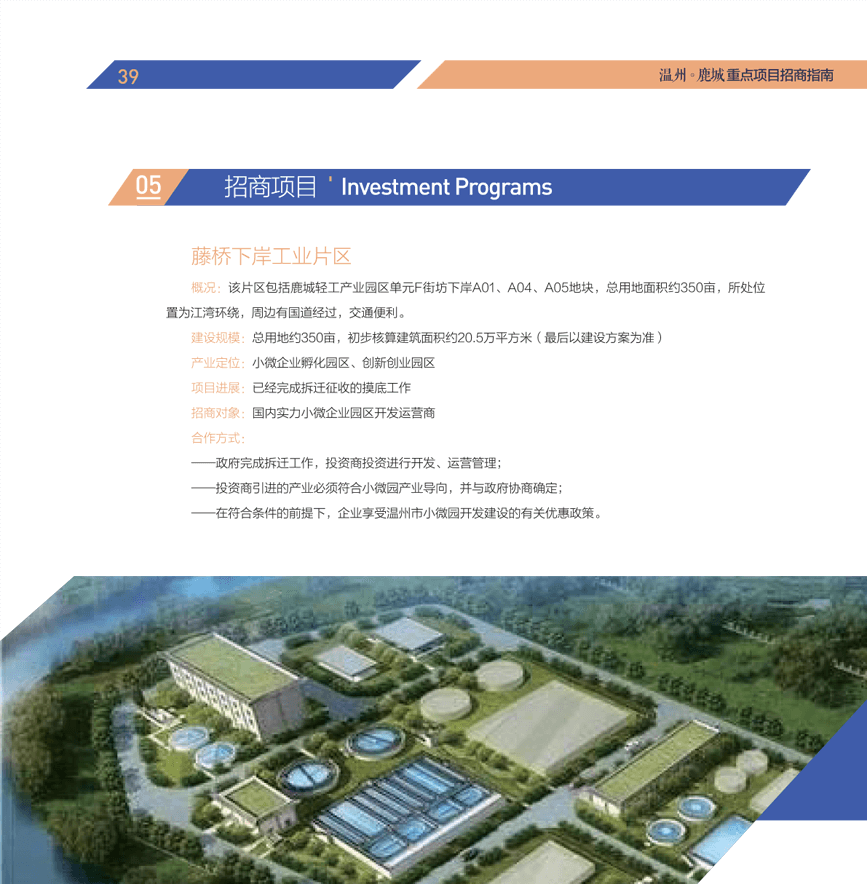 39
温州·鹿城重点项目招商指南
05
招商项目 ' Investment Programs
藤桥下岸工业片区
概况：该片区包括鹿城轻工产业园区单元F街坊下岸A01、A04、A05地块，总用地面积约350亩，所处位
置为江湾环绕，周边有国道经过，交通便利。
建设规模：总用地约350亩，初步核算建筑面积约20.5万平方米（最后以建设方案为准）
产业定位：小微企业孵化园区、创新创业园区
项目进展：已经完成拆迁征收的摸底工作
招商对象：国内实力小微企业园区开发运营商
合作方式：
——政府完成拆迁工作，投资商投资进行开发、运营管理；
——投资商引进的产业必须符合小微园产业导向，并与政府协商确定；
——在符合条件的前提下，企业享受温州市小微园开发建设的有关优惠政策。